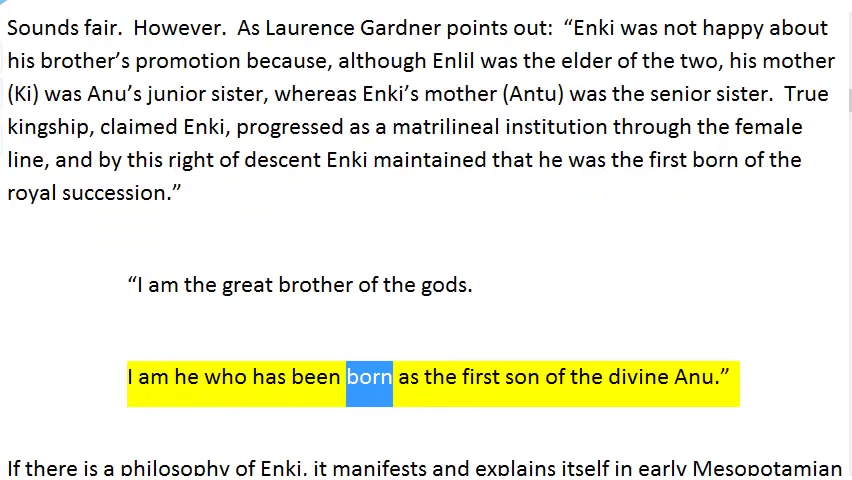 Sounds fair.  However.  As Laurence Gardner points out:  “Enki was not happy about
his brother’s promotion because, although Enlil was the elder of the two, his mother
(Ki) was Anu’s junior sister, whereas Enki’s mother (Antu) was the senior sister.  True
kingship, claimed Enki, progressed as a matrilineal institution through the female
line, and by this right of descent Enki maintained that he was the first born of the
royal succession.”
“I am the great brother of the gods.
I am he who has been born as the first son of the divine Anu.”
If there is a philosophy of Enki, it manifests and explains itself in early Mesopotamian